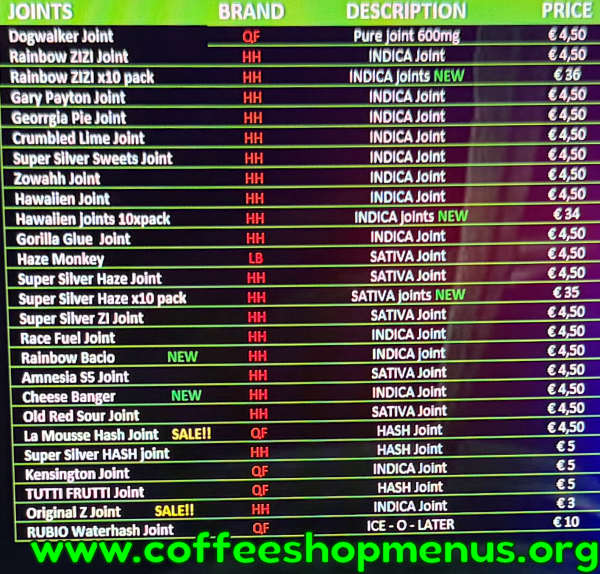 JOINTS BRAND DESCRIPTION PRICE
Dogwalker Joint QF Pure joint 600mg € 4,50
Rainbow ZIZI Joint HH INDICA Joint € 4,50
Rainbow ZIZI x10 pack HH INDICA joints NEW € 36
Gary Payton Joint HH INDICA Joint € 4,50
Georrgia Pie Joint HH INDICA Joint € 4,50
Crumbled Lime Joint HH INDICA Joint € 4,50
Super Silver Sweets Joint HH INDICA Joint € 4,50
Zowahh Joint HH INDICA Joint € 4,50
Hawaiien Joint HH INDICA Joint € 4,50
Hawaiien joints 10xpack HH INDICA joints NEW € 34
Gorilla Glue Joint HH INDICA Joint € 4,50
Haze Monkey LB SATIVA Joint € 4,50
Super Silver Haze Joint HH SATIVA Joint € 4,50
Super Silver Haze x10 pack HH SATIVA joints NEW € 35
Super Silver Zi Joint HH SATIVA Joint € 4,50
Race Fuel Joint HH INDICA Joint € 4,50
Rainbow Bacio NEW HH INDICA Joint € 4,50
Amnesia S5 Joint HH SATIVA Joint € 4,50
Cheese Banger NEW HH INDICA Joint € 4,50
Old Red Sour Joint HH SATIVA Joint € 4,50
La Mousse Hash Joint SALE!! QF HASH Joint € 4,50
Super Silver HASH joint HH HASH Joint € 5
Kensington Joint QF INDICA Joint € 5
TUTTI FRUTTI Joint QF HASH Joint € 5
Original Z Joint SALE!! HH INDICA Joint € 3
RUBIO Waterhash Joint QF ICE - O - LATER € 10
www.coffeeshopmenus.org